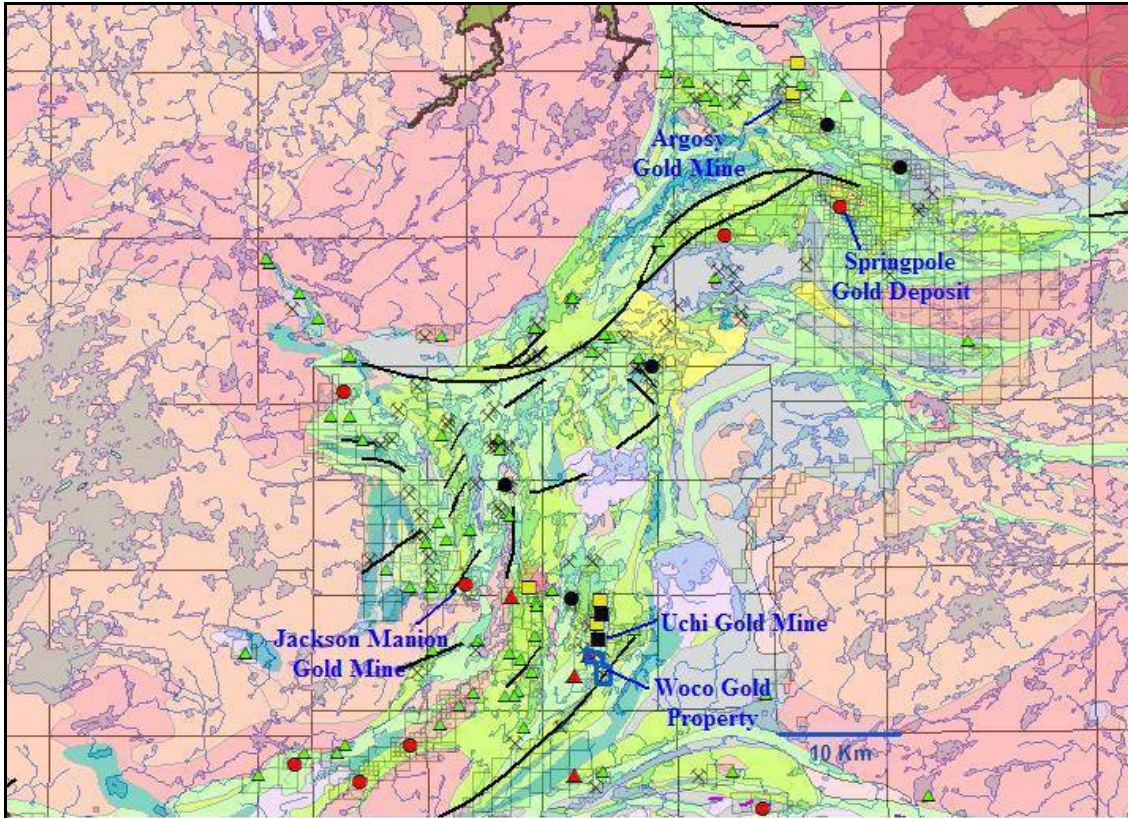 Argosy
Gold Mine
Springpole
Gold Deposit
Jackson Manion
Gold Mine
Uchi Gold Mine
Woco Gold
Property
10 Km